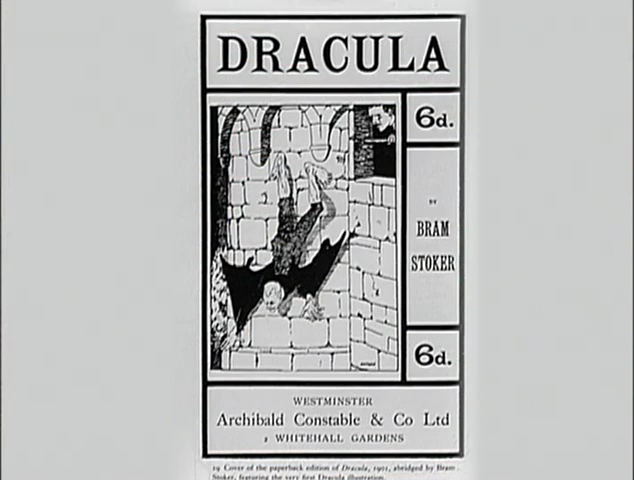 DRACULA
6d.
BY
BRAM
STOKER
6d.
WESTMINSTER
Archibald Constable & Co Ltd
2 WHITEHALL GARDENS
19 Cover of the paperback edition of Dracula, 1901, abridged by Bram
Stoker, featuring the very first Dracula illustration.